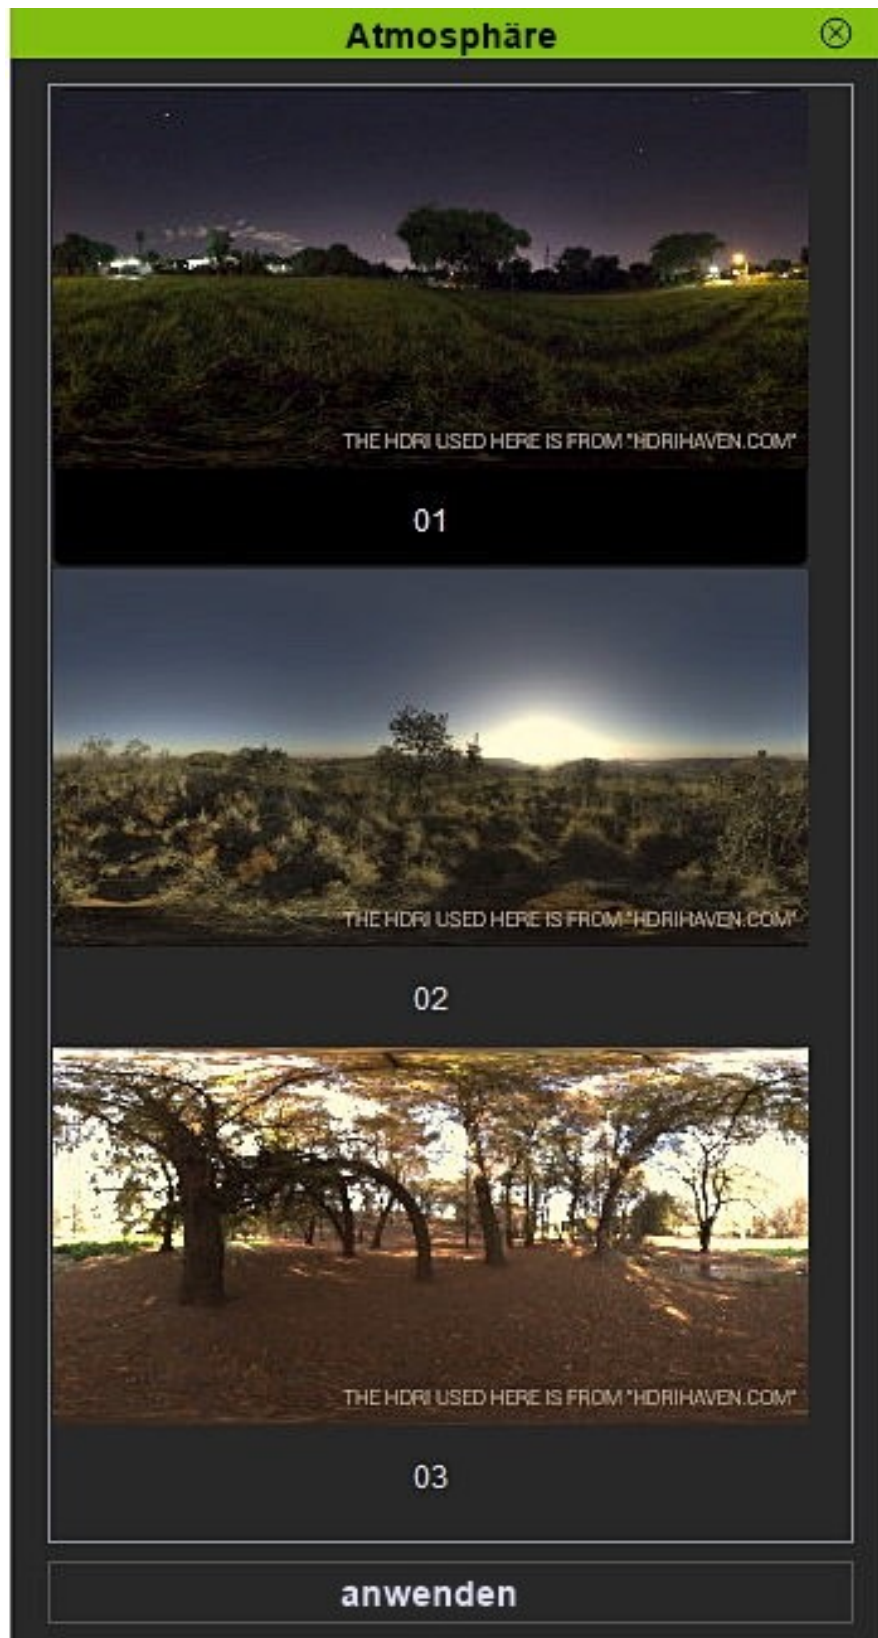 Atmosphäre
THE HDRI USED HERE IS FROM "HDRIHAVEN.COM"
01
THE HDRI USED HERE IS FROM "HDRIHAVEN.COM"
02
THE HDRI USED HERE IS FROM "HDRIHAVEN.COM"
03
anwenden